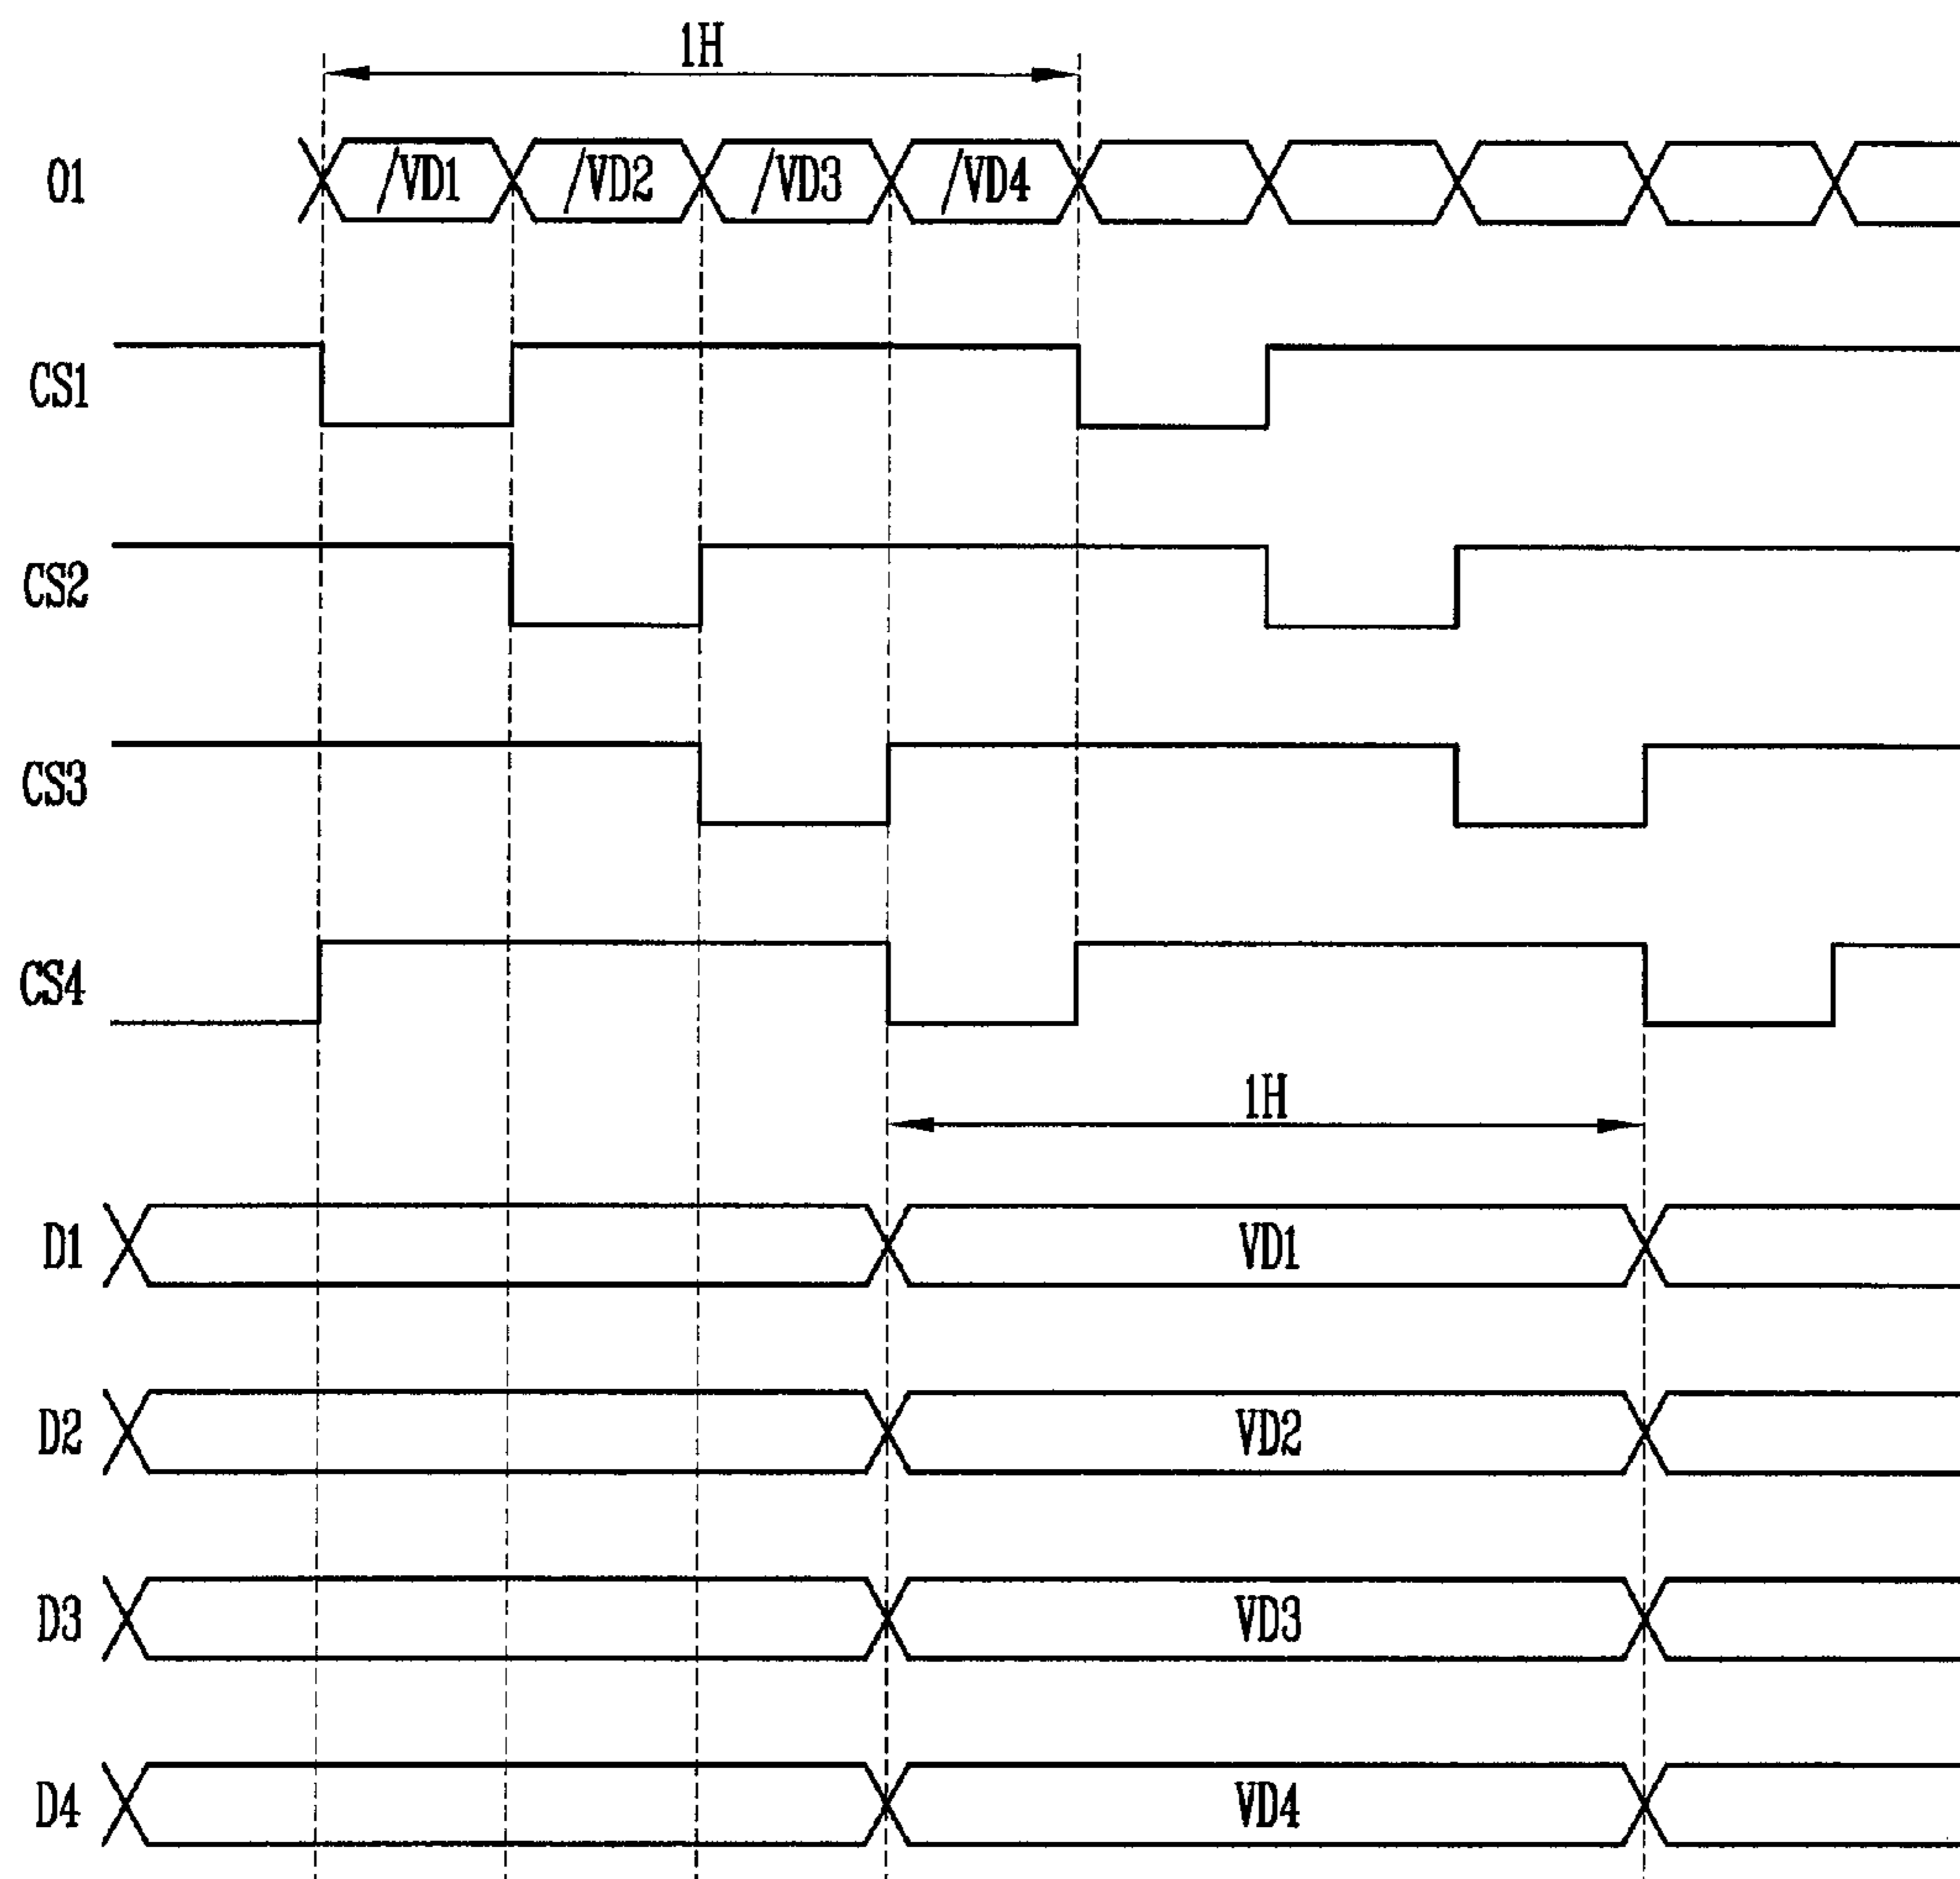 1H
O1 /VD1 /VD2 /VD3 /VD4
CS1
CS2
CS3
CS4
1H
D1 VD1
D2 VD2
D3 VD3
D4 VD4